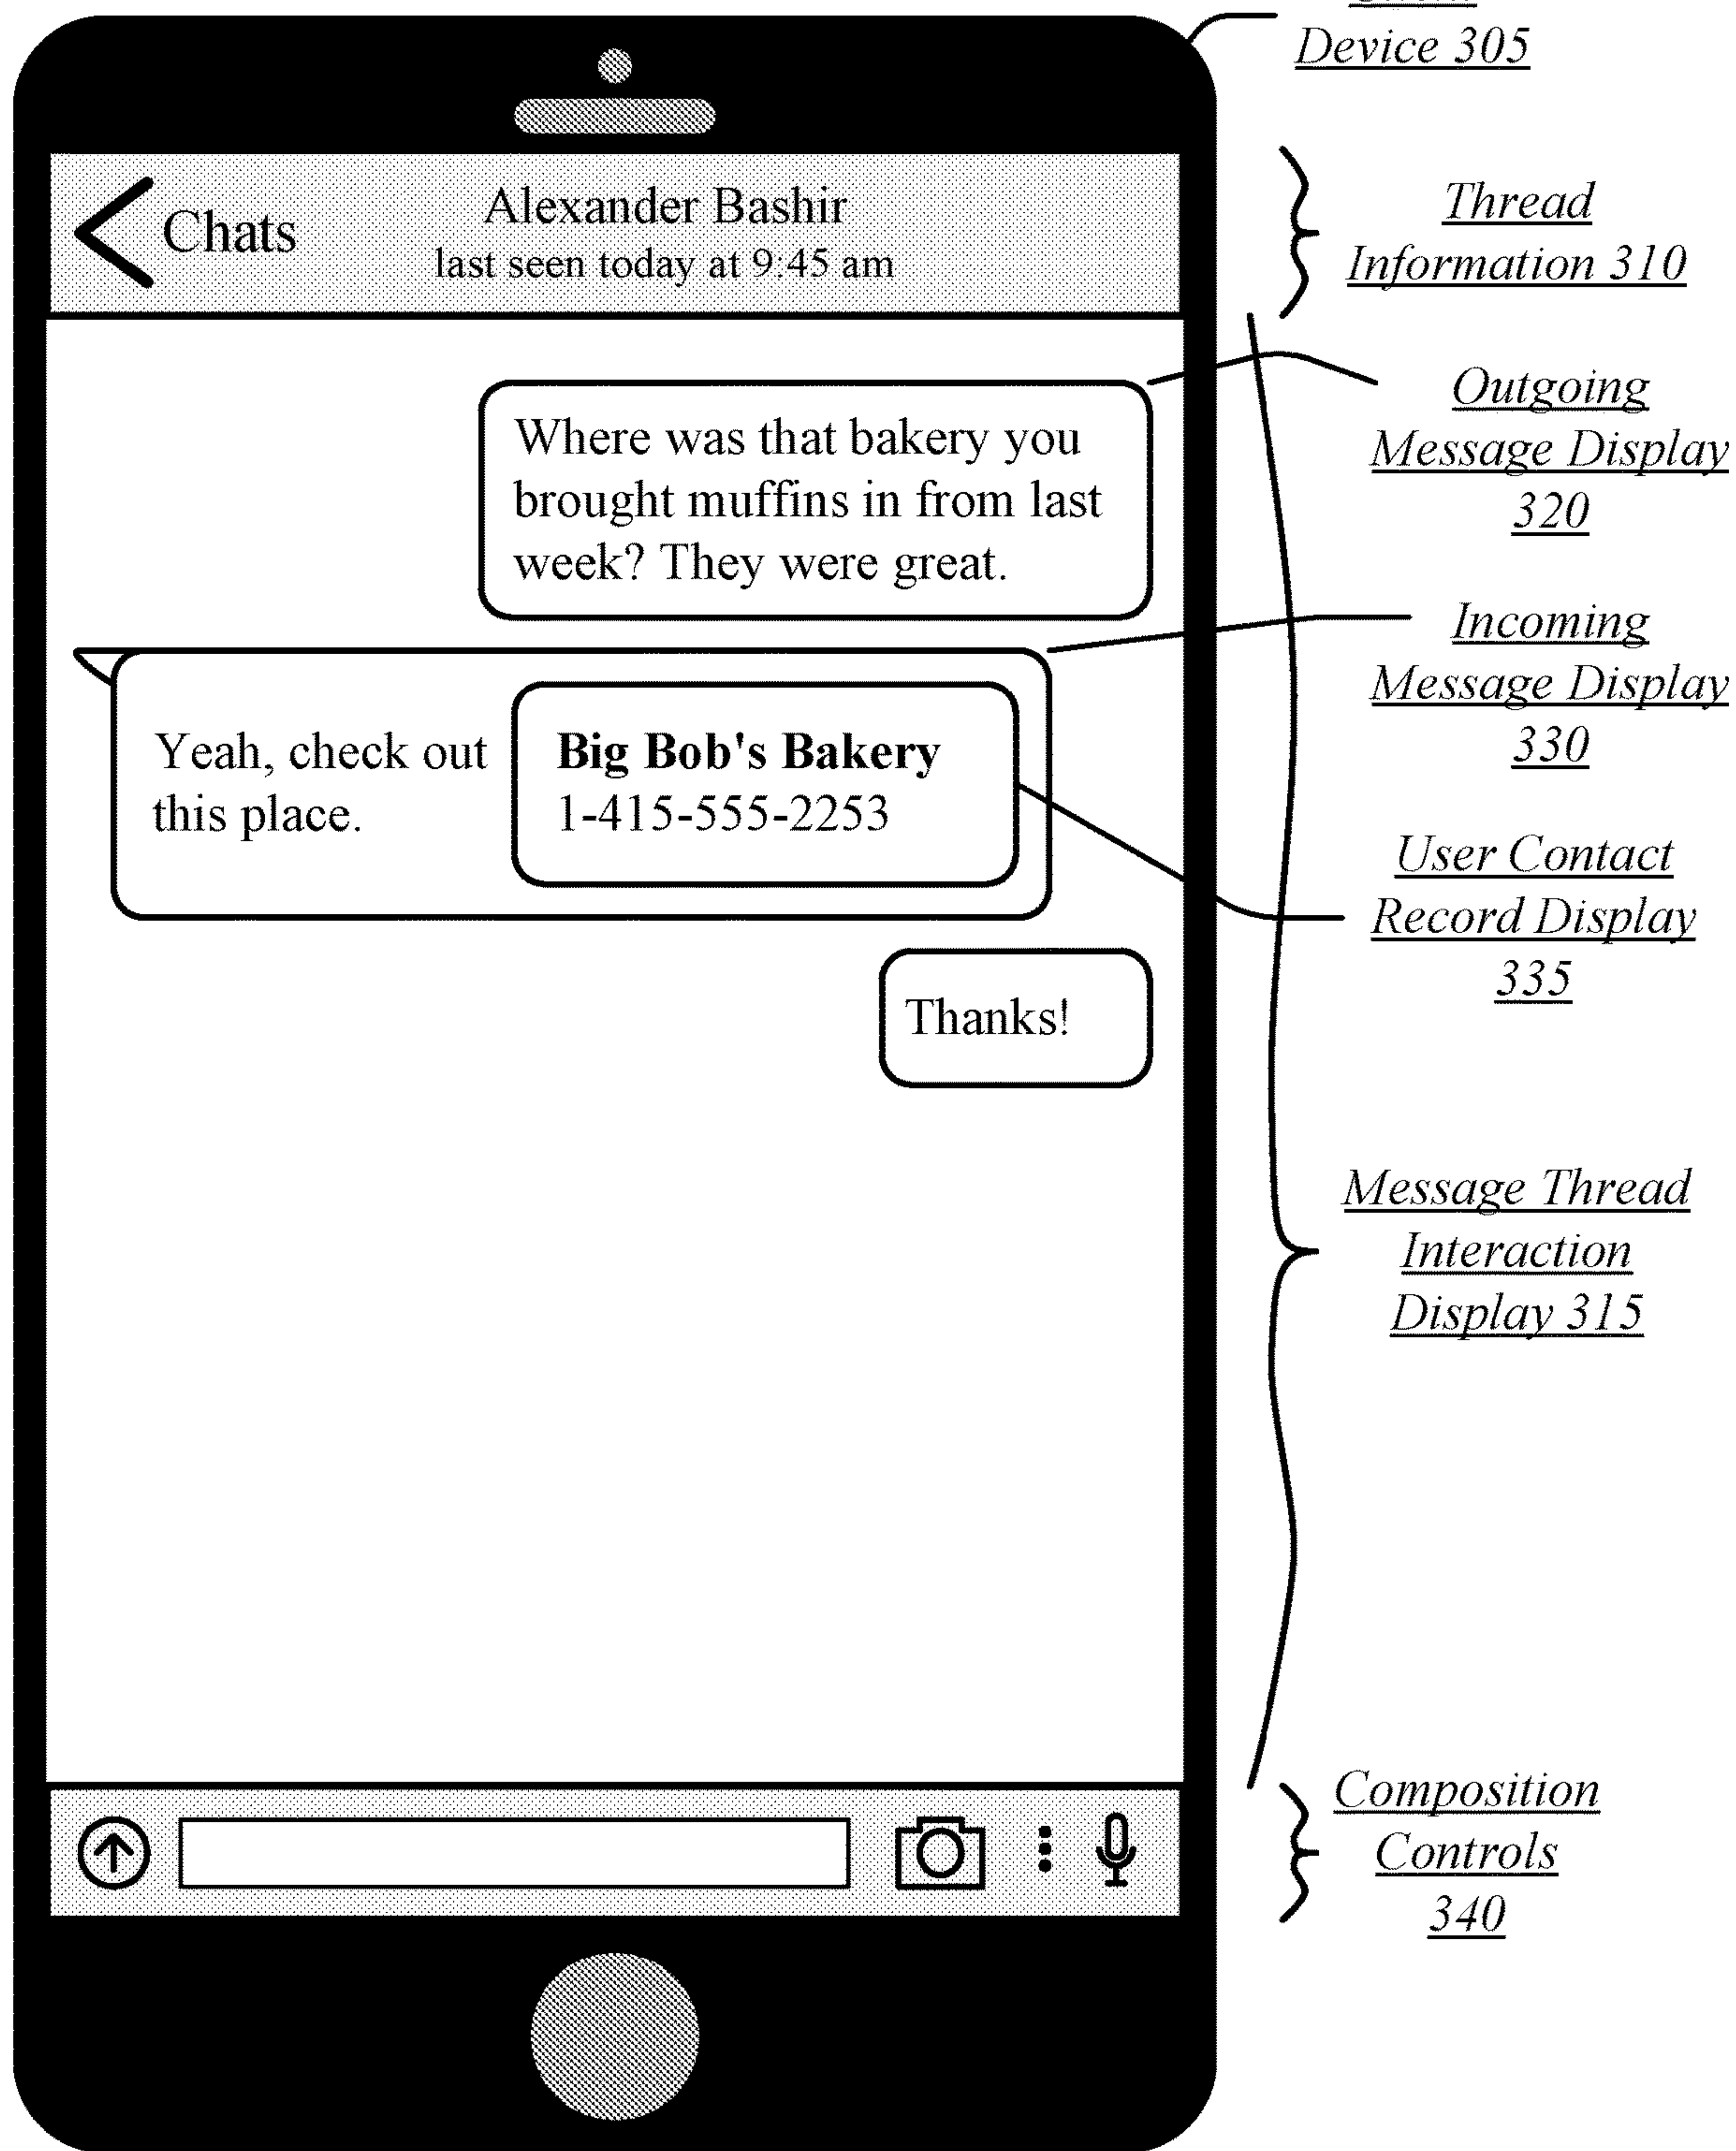 Device 305
Chats
Alexander Bashir
last seen today at 9:45 am
Thread
Information 310
Where was that bakery you
brought muffins in from last
week? They were great.
Outgoing
Message Display
320
Yeah, check out
this place.
Big Bob's Bakery
1-415-555-2253
Incoming
Message Display
330
User Contact
Record Display
335
Thanks!
Message Thread
Interaction
Display 315
Composition
Controls
340